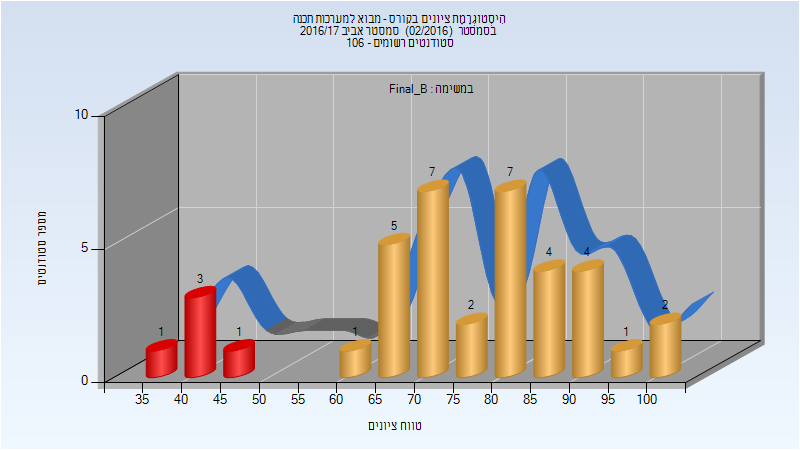 היסטוגרמת ציונים בקורס - מבוא למערכות תכנה
בסמסטר (02/2016) סמסטר אביב 2016/17
סטודנטים רשומים - 106
במשימה : Final_B
מספר סטודנטים
10
5
0
1
3
1
1
5
7
2
7
4
4
1
2
35 40 45 50 55 60 65 70 75 80 85 90 95 100
טווח ציונים